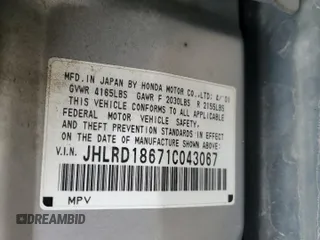 MFD.IN JAPAN BY HONDA MOTOR CO.,LTD.
GVWR 4165LBS GAWR F 2030LBS R 2155LBS
THIS VEHICLE CONFORMS TO ALL APPLICABLE
FEDERAL MOTOR VEHICLE SAFETY
AND THEFT PREVENTION STANDARDS IN EFFECT
ON THE DATE OF MANUFACTURE SHOWN ABOVE
V.I.N. JHLRD18671C043067
MPV
DREAMBID